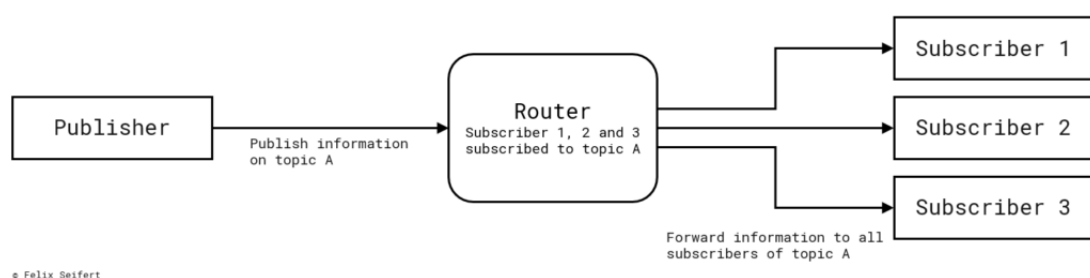 Publisher
Publish information
on topic A
Router
Subscriber 1, 2 and 3
subscribed to topic A
Subscriber 1
Subscriber 2
Subscriber 3
Forward information to all
subscribers of topic A
© Felix Seifert